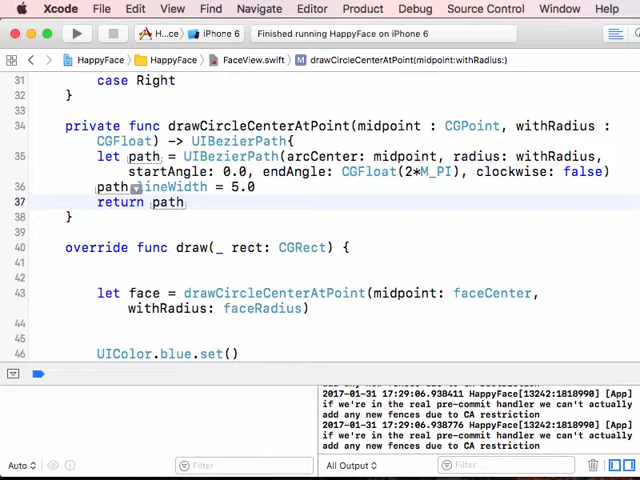 Xcode File Edit View Find Navigate Editor Product Debug Source Control Window Help
H...ce iPhone 6 Finished running HappyFace on iPhone 6
HappyFace HappyFace FaceView.swift M drawCircleCenterAtPoint(midpoint:withRadius:)
31 case Right
32 }
33
34 private func drawCircleCenterAtPoint(midpoint : CGPoint, withRadius :
CGFloat) -> UIBezierPath{
35 let path = UIBezierPath(arcCenter: midpoint, radius: withRadius,
startAngle: 0.0, endAngle: CGFloat(2*M_PI), clockwise: false)
36 path.lineWidth = 5.0
37 return path
38 }
39
40 override func draw(_ rect: CGRect) {
41
42
43 let face = drawCircleCenterAtPoint(midpoint: faceCenter,
withRadius: faceRadius)
44
45
46 UIColor.blue.set()
2017-01-31 17:29:06.938411 HappyFace[13242:1818990] [App]
if we're in the real pre-commit handler we can't actually
add any new fences due to CA restriction
2017-01-31 17:29:06.938776 HappyFace[13242:1818990] [App]
if we're in the real pre-commit handler we can't actually
add any new fences due to CA restriction
Auto Filter All Output Filter